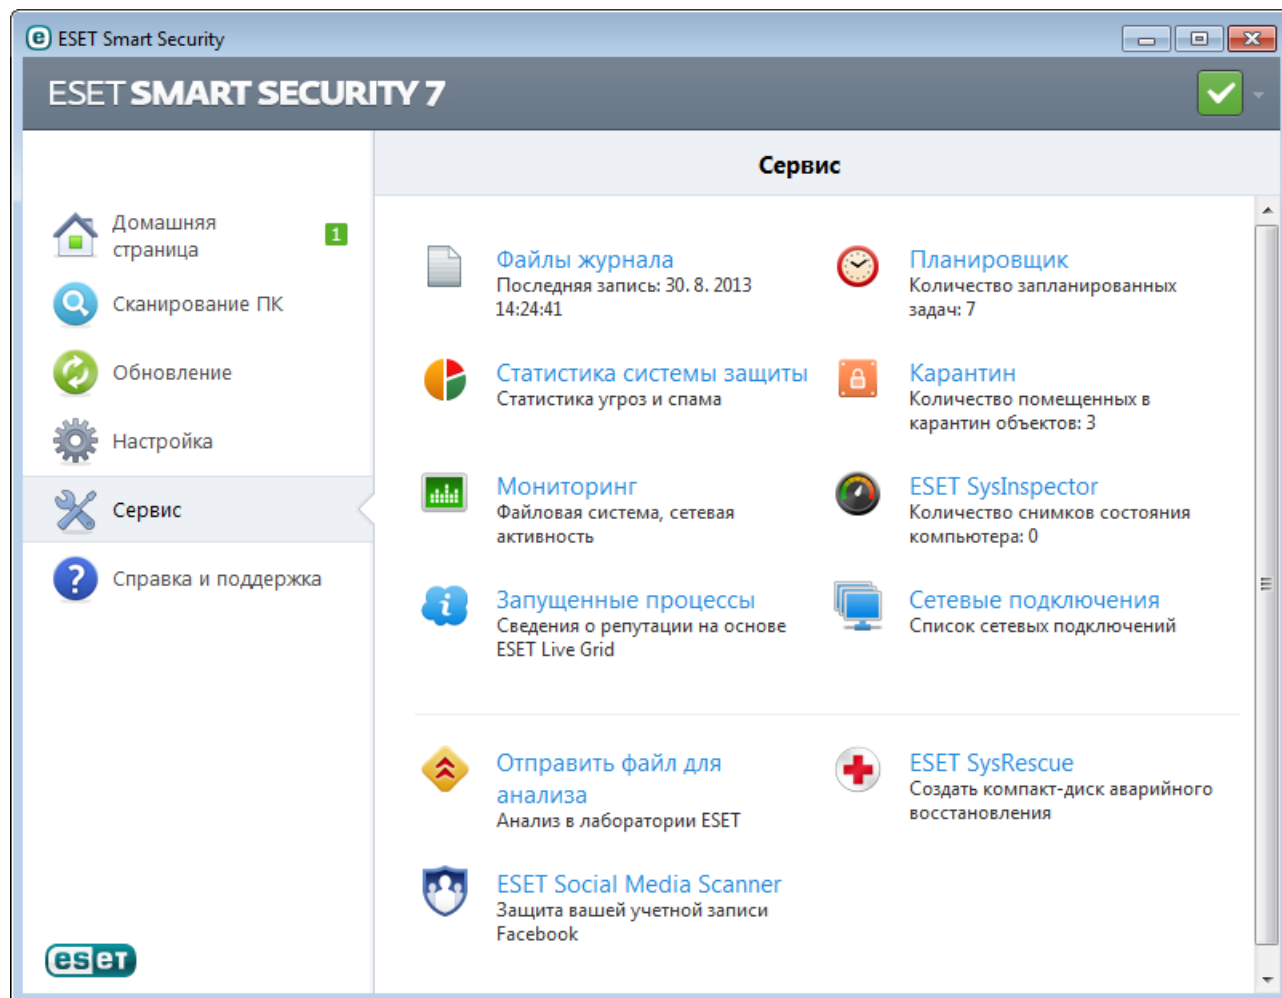 ESET Smart Security
ESET SMART SECURITY 7
Сервис
Домашняя
страница
1
Сканирование ПК
Обновление
Настройка
Сервис
Справка и поддержка
Файлы журнала
Последняя запись: 30. 8. 2013
14:24:41
Планировщик
Количество запланированных
задач: 7
Статистика системы защиты
Статистика угроз и спама
Карантин
Количество помещенных в
карантин объектов: 3
Мониторинг
Файловая система, сетевая
активность
ESET SysInspector
Количество снимков состояния
компьютера: 0
Запущенные процессы
Сведения о репутации на основе
ESET Live Grid
Сетевые подключения
Список сетевых подключений
Отправить файл для
анализа
Анализ в лаборатории ESET
ESET SysRescue
Создать компакт-диск аварийного
восстановления
ESET Social Media Scanner
Защита вашей учетной записи
Facebook
eset